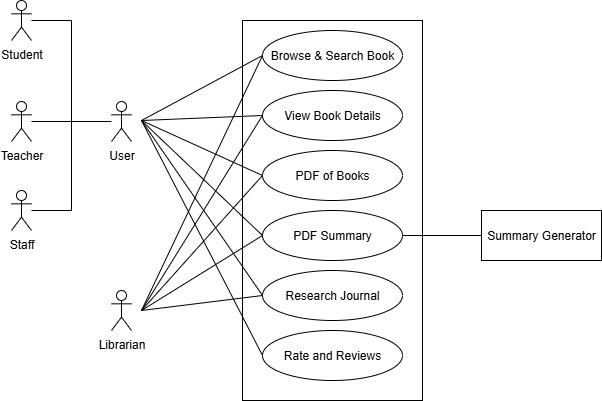 Student
Teacher
Staff
User
Librarian
Browse & Search Book
View Book Details
PDF of Books
PDF Summary
Research Journal
Rate and Reviews
Summary Generator